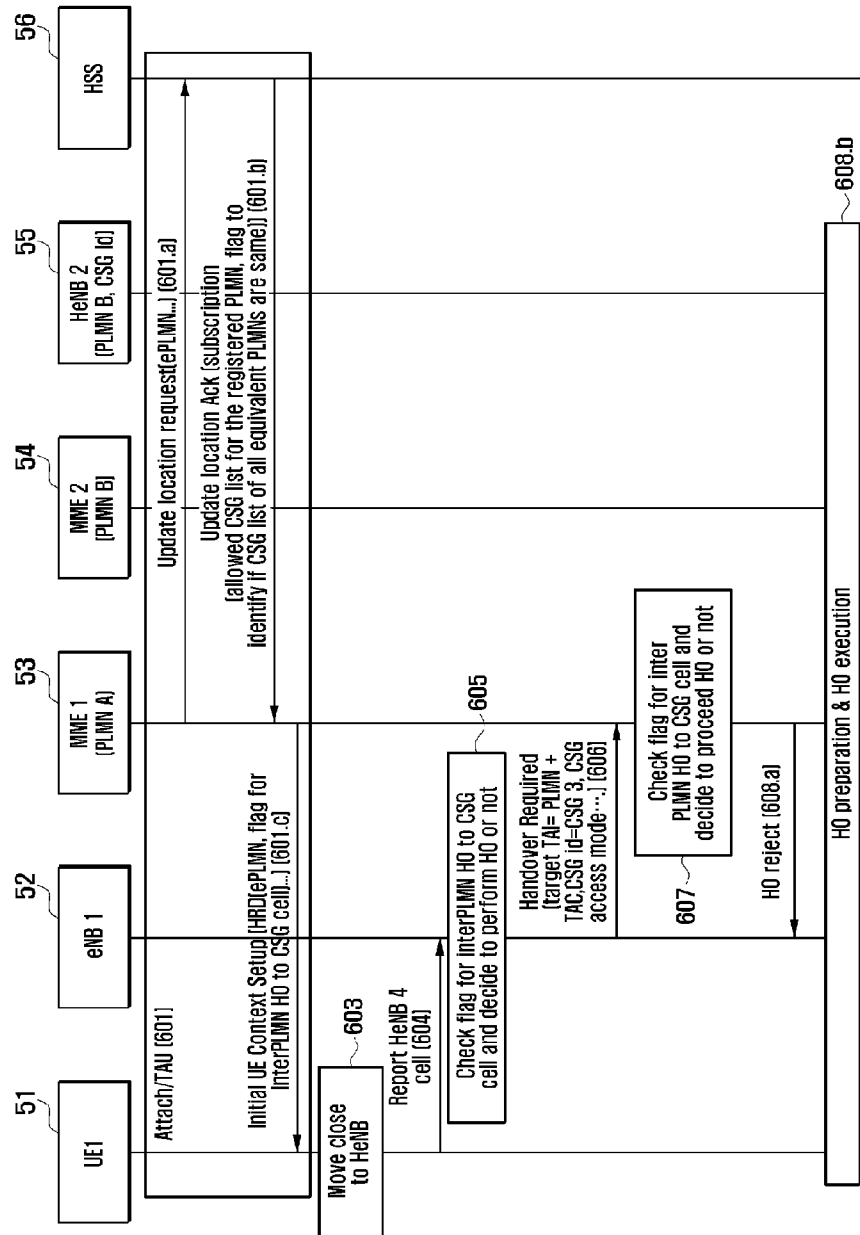 51
UE1
52
eNB 1
53
MME 1
(PLMN A)
54
MME 2
(PLMN B)
55
HeNB 2
(PLMN B, CSG Id)
56
HSS
Attach/TAU (601)
Update location request(ePLMN...) (601.a)
Update location Ack (subscription
(allowed CSG list for the registered PLMN, flag to
identify if CSG list of all equivalent PLMNs are same)) (601.b)
Initial UE Context Setup (HRD(ePLMN, flag for
InterPLMN HO to CSG cell)...) (601.c)
Move close
to HeNB
603
Report HeNB 4
cell (604)
605
Check flag for interPLMN HO to CSG
cell and decide to perform HO or not
Handover Required
(target TAI= PLMN +
TAC,CSG id=CSG 3, CSG
access mode....) (606)
Check flag for inter
PLMN HO to CSG cell and
decide to proceed HO or not
607
HO reject (608.a)
HO preparation & HO execution
608.b